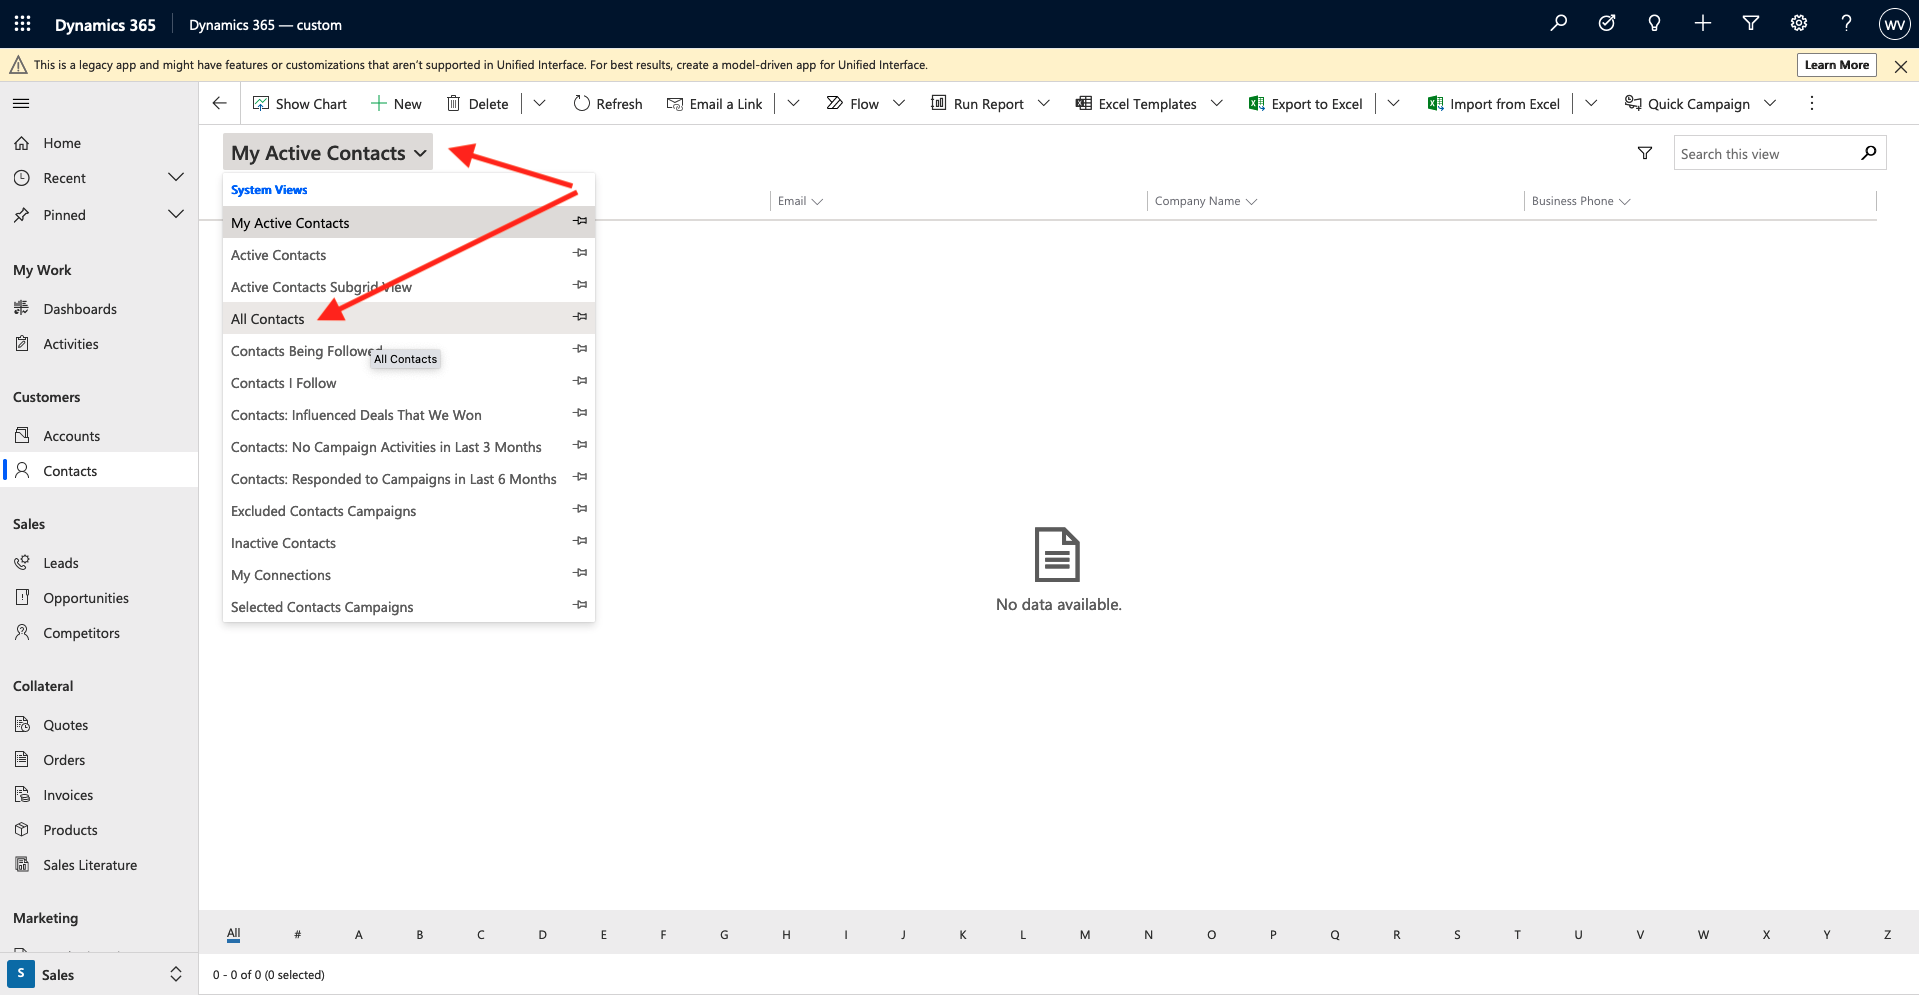 Dynamics 365 Dynamics 365 — custom WV
This is a legacy app and might have features or customizations that aren't supported in Unified Interface. For best results, create a model-driven app for Unified Interface. Learn More
Show Chart New Delete Refresh Email a Link Flow Run Report Excel Templates Export to Excel Import from Excel Quick Campaign
Home
Recent
Pinned
My Work
Dashboards
Activities
Customers
Accounts
Contacts
Sales
Leads
Opportunities
Competitors
Collateral
Quotes
Orders
Invoices
Products
Sales Literature
Marketing
S Sales
My Active Contacts
Search this view
System Views
My Active Contacts
Active Contacts
Active Contacts Subgrid View
All Contacts
Contacts Being Followed
All Contacts
Contacts I Follow
Contacts: Influenced Deals That We Won
Contacts: No Campaign Activities in Last 3 Months
Contacts: Responded to Campaigns in Last 6 Months
Excluded Contacts Campaigns
Inactive Contacts
My Connections
Selected Contacts Campaigns
Email Company Name Business Phone
No data available.
All # A B C D E F G H I J K L M N O P Q R S T U V W X Y Z
0 - 0 of 0 (0 selected)